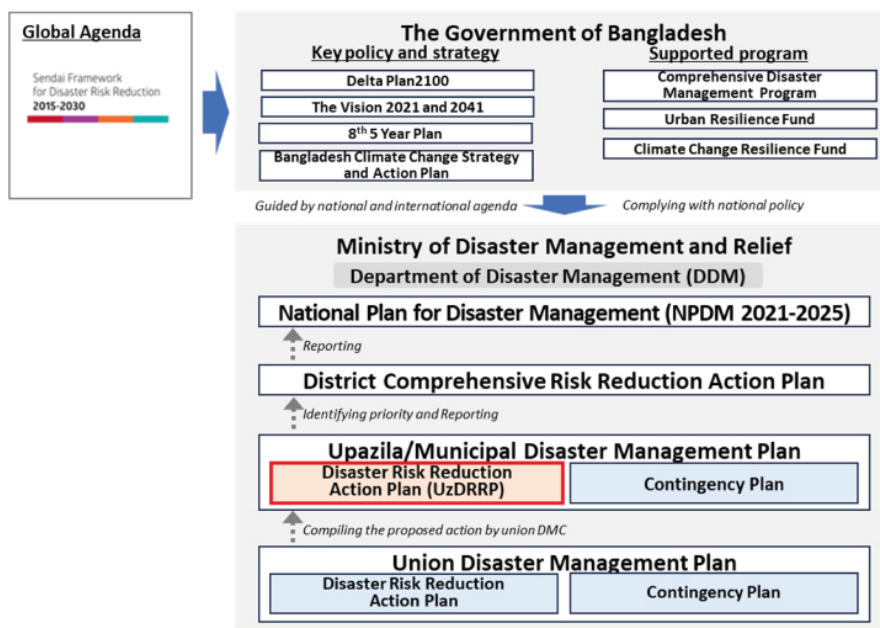 Global Agenda
Sendai Framework
for Disaster Risk Reduction
2015-2030
The Government of Bangladesh
Key policy and strategy
Delta Plan2100
The Vision 2021 and 2041
8th 5 Year Plan
Bangladesh Climate Change Strategy
and Action Plan
Supported program
Comprehensive Disaster
Management Program
Urban Resilience Fund
Climate Change Resilience Fund
Guided by national and international agenda
Complying with national policy
Ministry of Disaster Management and Relief
Department of Disaster Management (DDM)
National Plan for Disaster Management (NPDM 2021-2025)
Reporting
District Comprehensive Risk Reduction Action Plan
Identifying priority and Reporting
Upazila/Municipal Disaster Management Plan
Disaster Risk Reduction
Action Plan (UzDRRP)
Contingency Plan
Compiling the proposed action by union DMC
Union Disaster Management Plan
Disaster Risk Reduction
Action Plan
Contingency Plan